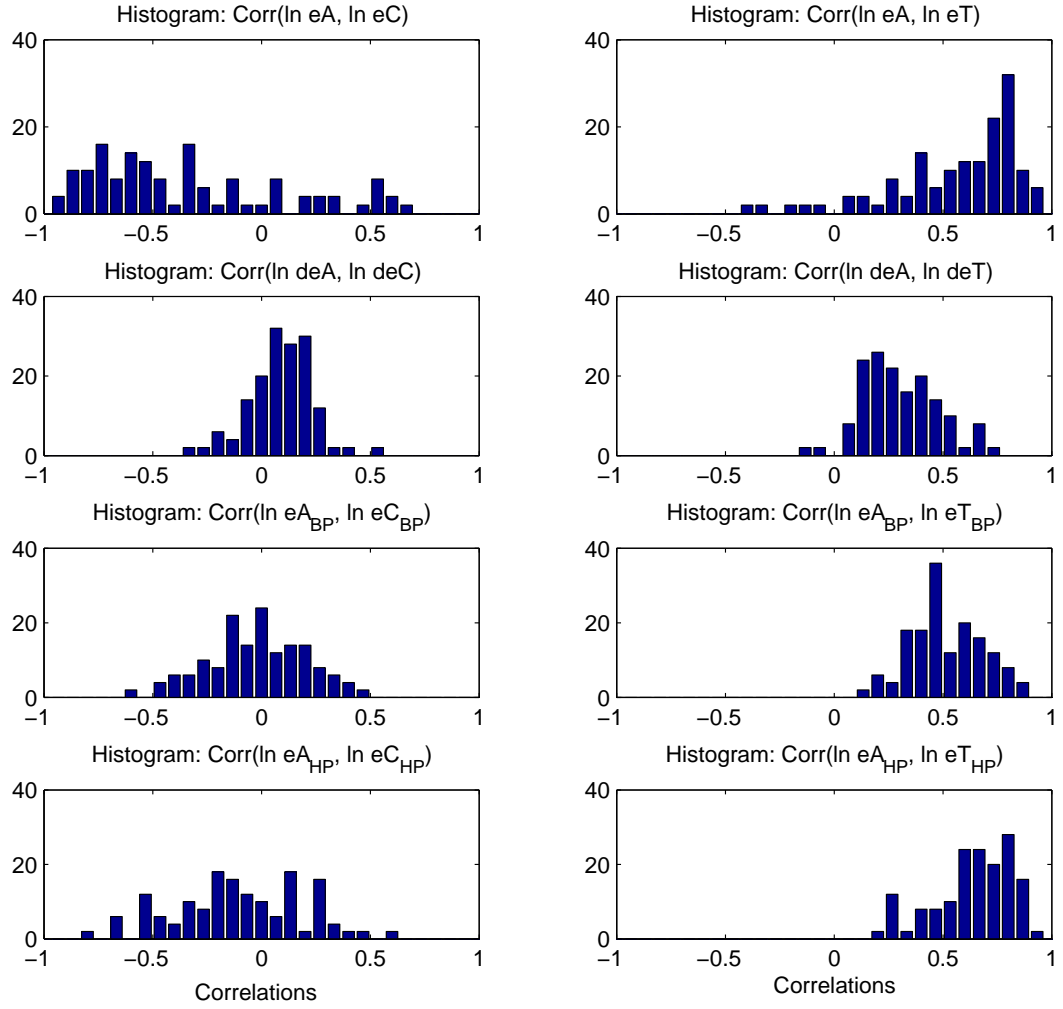 Histogram: Corr(ln eA, ln eC)
40
20
0
−1 −0.5 0 0.5 1
Histogram: Corr(ln eA, ln eT)
40
20
0
−1 −0.5 0 0.5 1
Histogram: Corr(ln deA, ln deC)
40
20
0
−1 −0.5 0 0.5 1
Histogram: Corr(ln deA, ln deT)
40
20
0
−1 −0.5 0 0.5 1
Histogram: Corr(ln eA_BP, ln eC_BP)
40
20
0
−1 −0.5 0 0.5 1
Histogram: Corr(ln eA_BP, ln eT_BP)
40
20
0
−1 −0.5 0 0.5 1
Histogram: Corr(ln eA_HP, ln eC_HP)
40
20
0
−1 −0.5 0 0.5 1
Correlations
Histogram: Corr(ln eA_HP, ln eT_HP)
40
20
0
−1 −0.5 0 0.5 1
Correlations